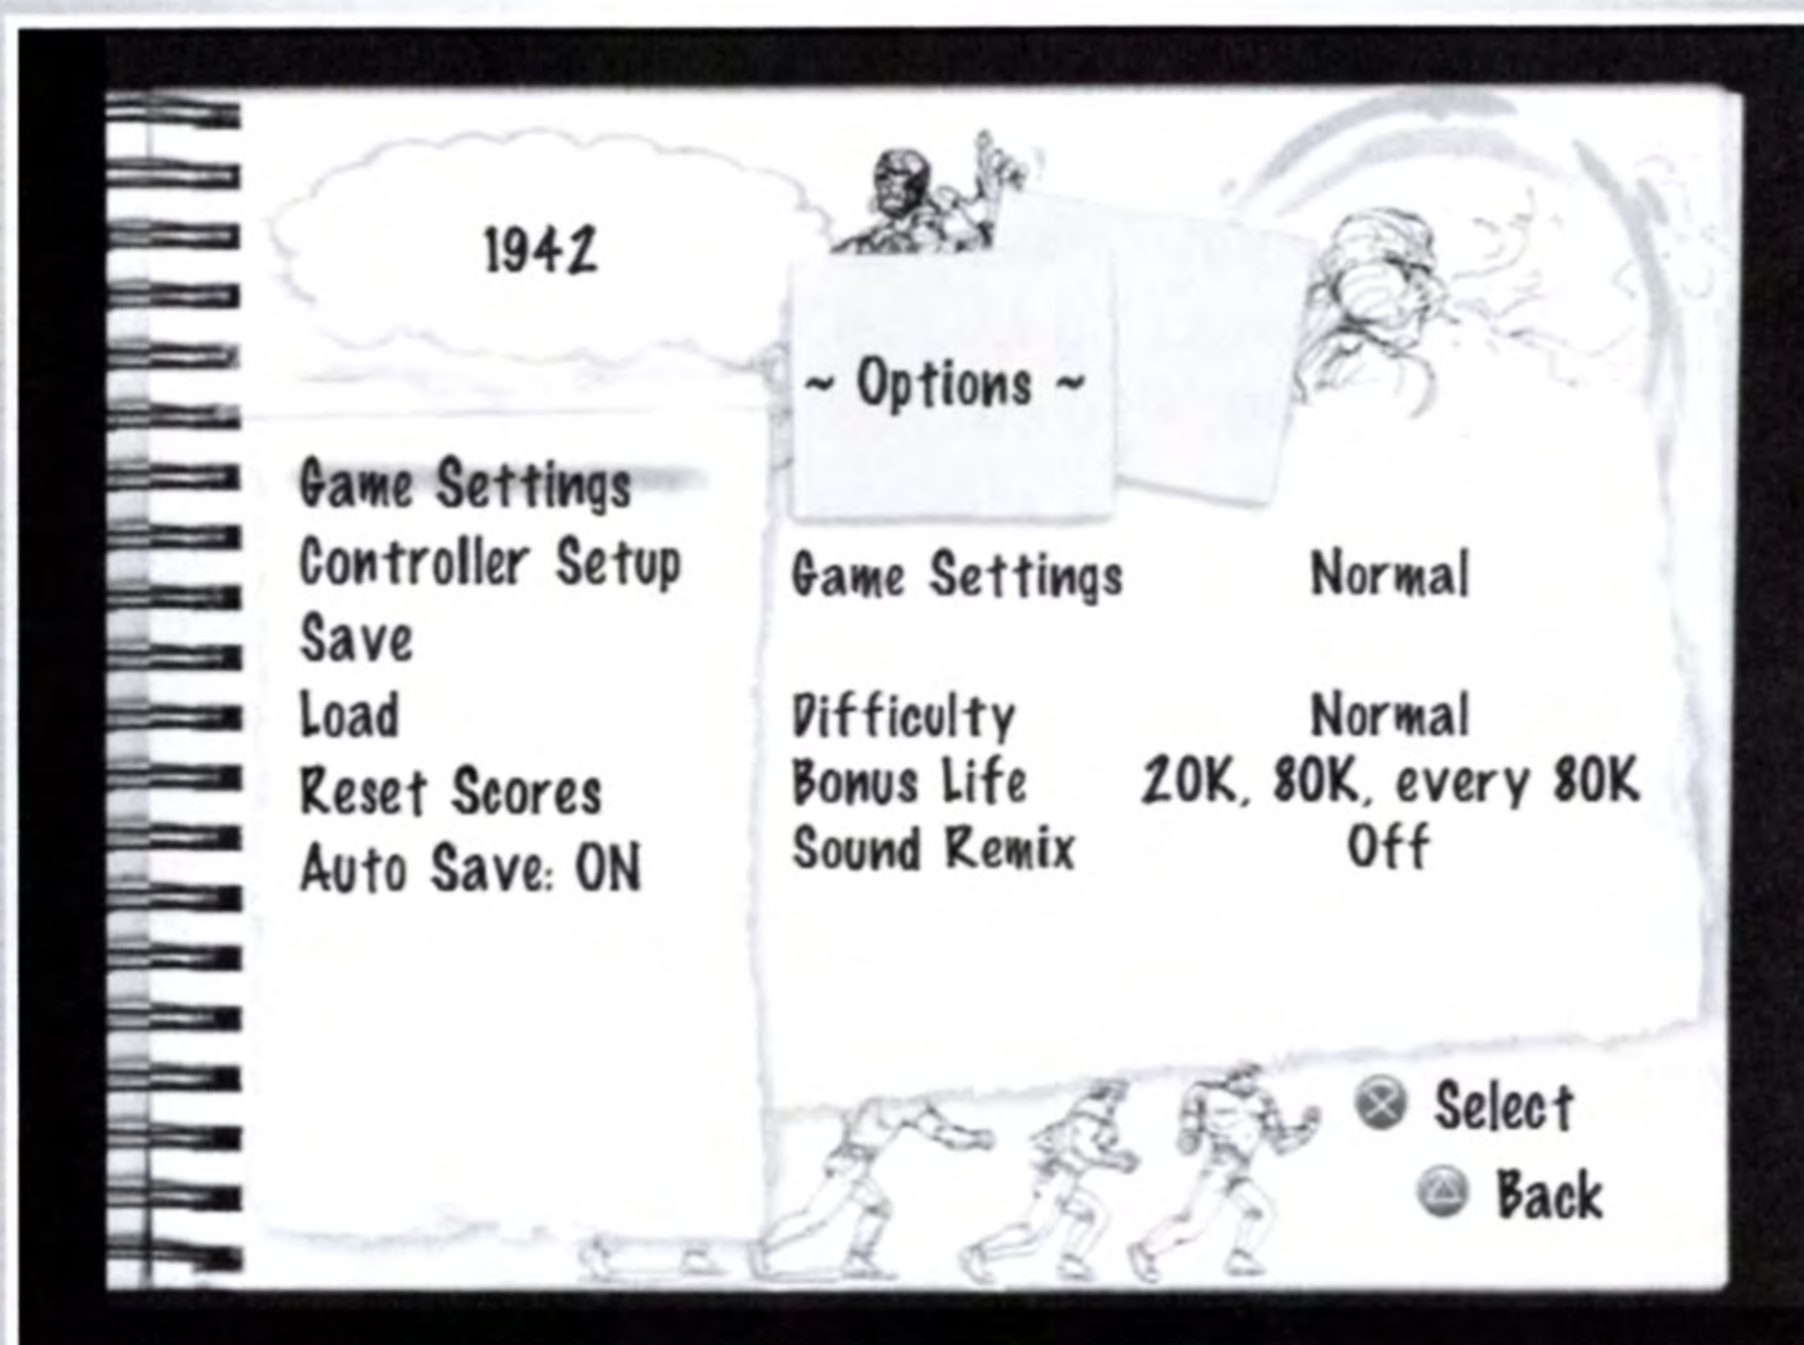 1942
~ Options ~
Game Settings
Controller Setup
Save
Load
Reset Scores
Auto Save: ON
Game Settings Normal
Difficulty Normal
Bonus Life 20K, 80K, every 80K
Sound Remix Off
Select
Back